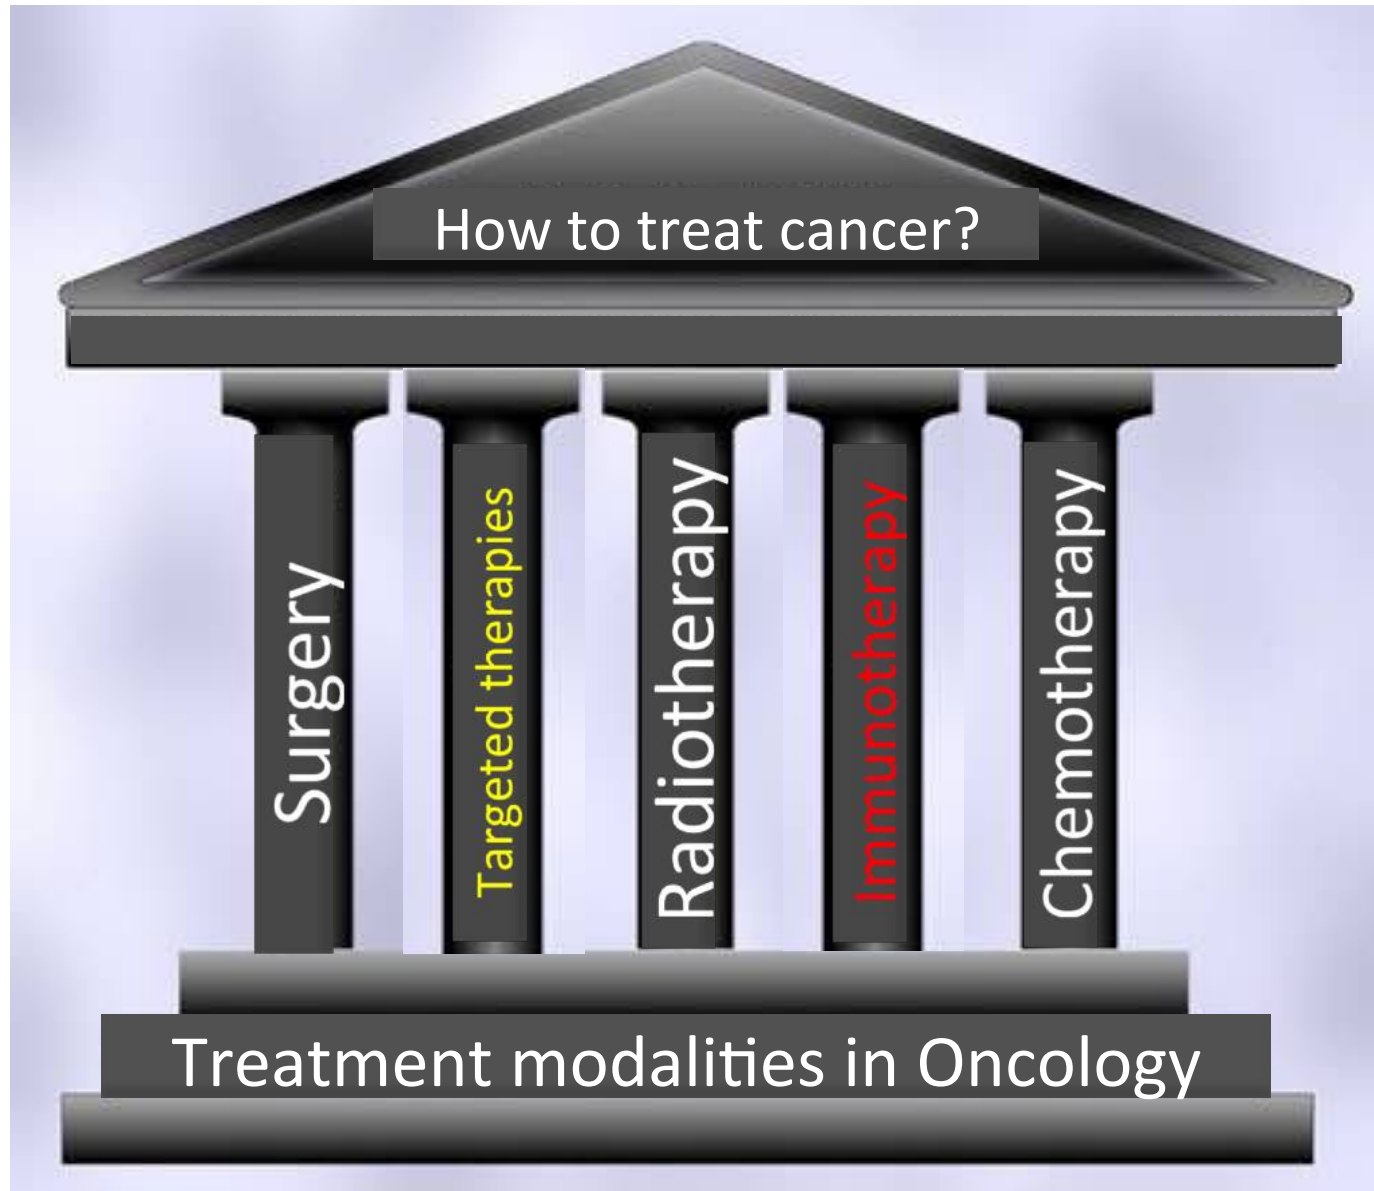 How to treat cancer?
Surgery
Targeted therapies
Radiotherapy
Immunotherapy
Chemotherapy
Treatment modalities in Oncology